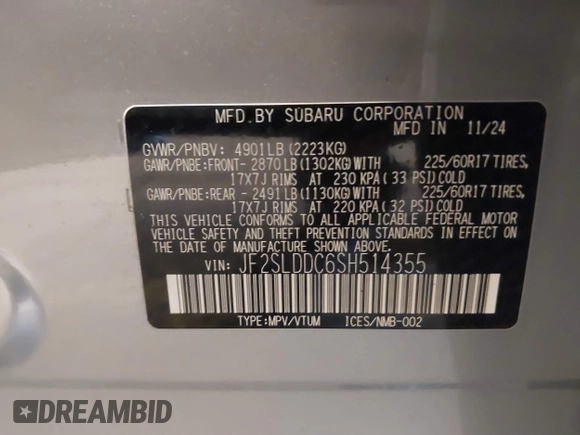 MFD.BY SUBARU CORPORATION
MFD IN 11/24
GVWR/PNBV: 4901LB (2223KG)
GAWR/PNBE:FRONT- 2870LB (1302KG)WITH 225/60R17 TIRES,
17X7J RIMS AT 230 KPA ( 33 PSI) COLD
GAWR/PNBE:REAR - 2491LB (1130KG)WITH 225/60R17 TIRES,
17X7J RIMS AT 220 KPA ( 32 PSI) COLD
THIS VEHICLE CONFORMS TO ALL APPLICABLE FEDERAL MOTOR
VEHICLE SAFETY AND THEFT PREVENTION STANDARDS IN EFFECT ON
THE DATE OF MANUFACTURE SHOWN ABOVE.
VIN: JF2SLDDC6SH514355
TYPE:MPV/VTUM ICES/NMB-002
DREAMBID